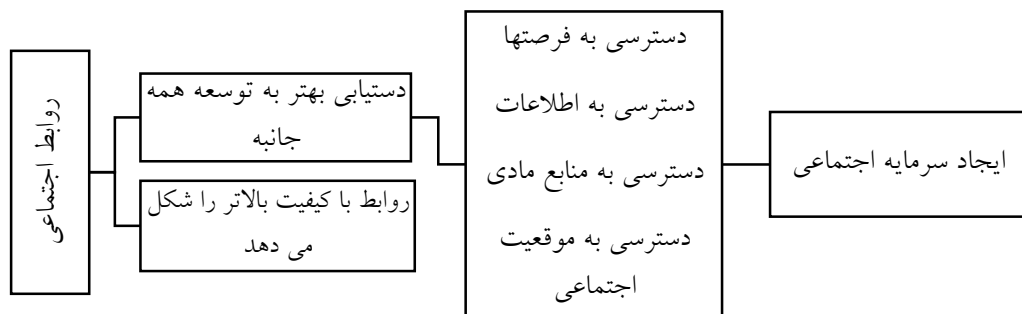 روابط اجتماعی
دستیابی بهتر به توسعه همه
جانبه
روابط با کیفیت بالاتر را شکل
می دهد
دسترسی به فرصتها
دسترسی به اطلاعات
دسترسی به منابع مادی
دسترسی به موقعیت
اجتماعی
ایجاد سرمایه اجتماعی